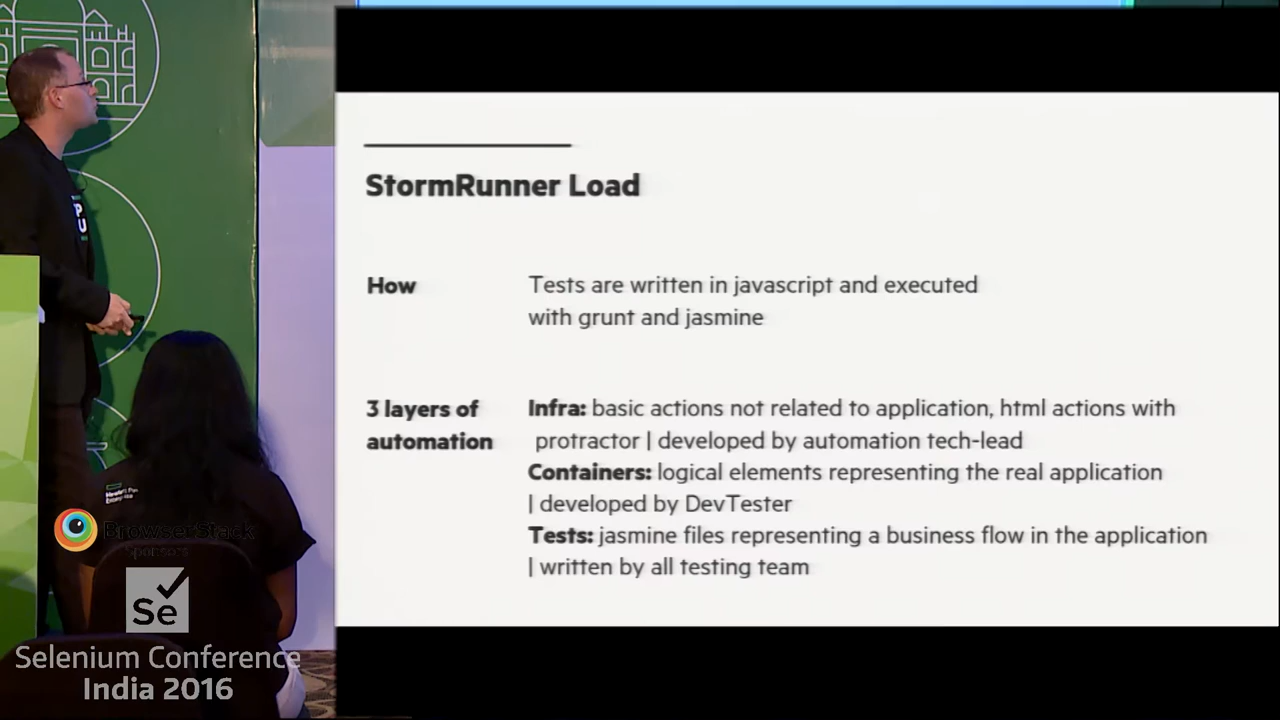 StormRunner Load
How
Tests are written in javascript and executed
with grunt and jasmine
3 layers of
automation
Infra: basic actions not related to application, html actions with
protractor | developed by automation tech-lead
Containers: logical elements representing the real application
| developed by DevTester
Tests: jasmine files representing a business flow in the application
| written by all testing team
P
U
BrowserStack
Sponsors
Se
Selenium Conference
India 2016